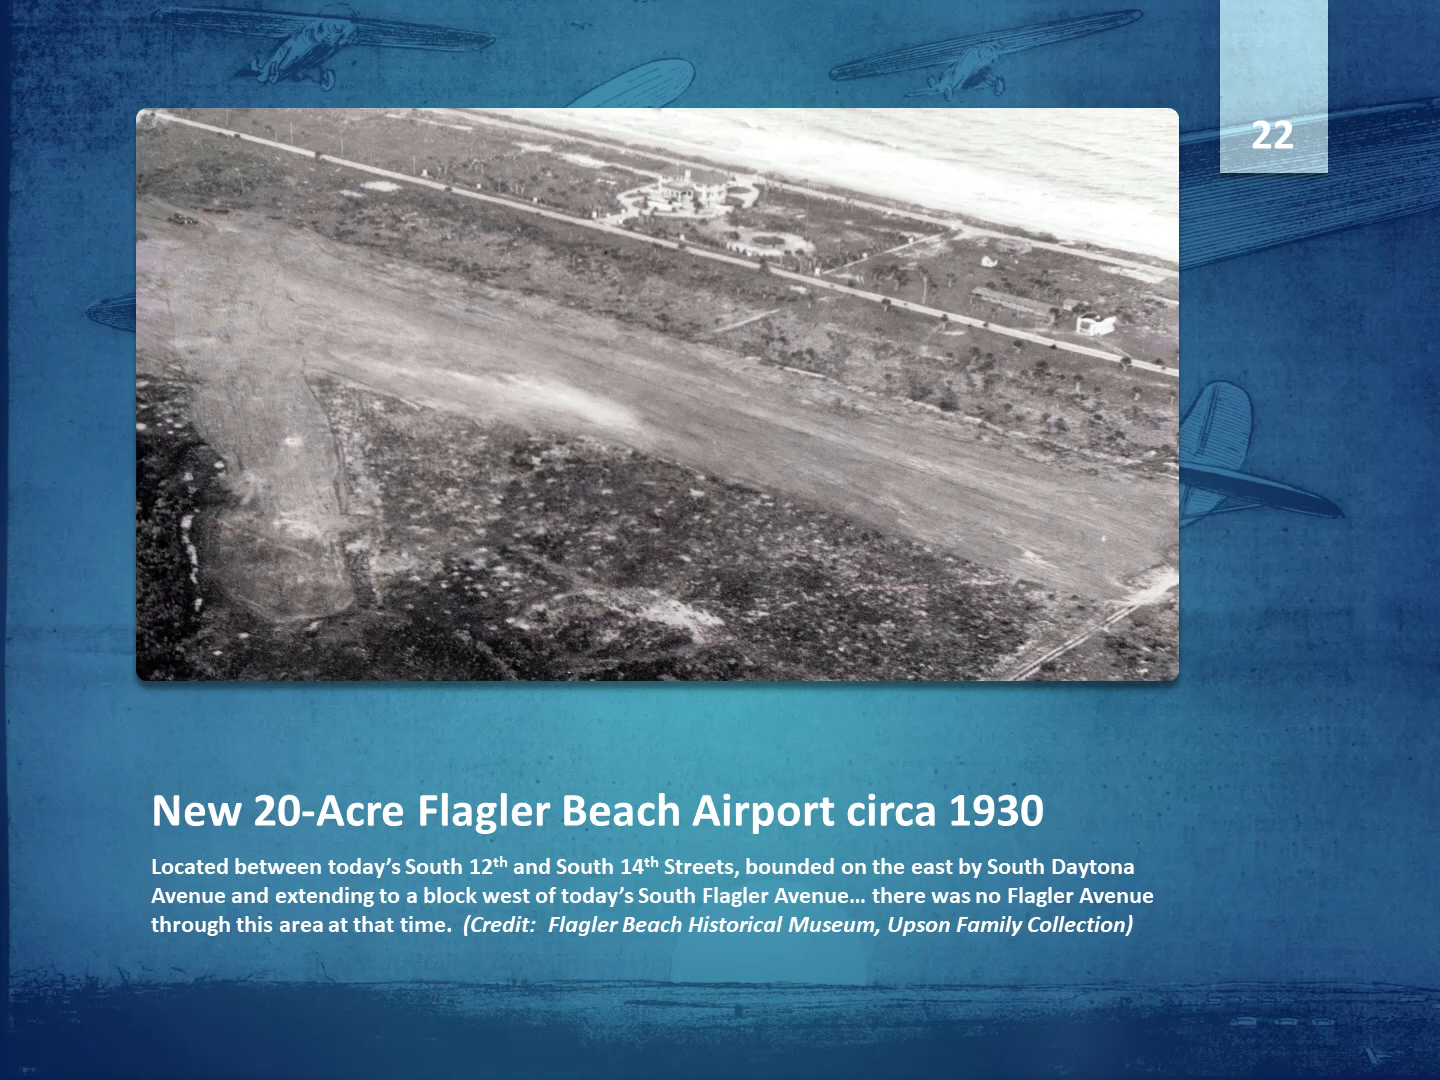 22
New 20-Acre Flagler Beach Airport circa 1930
Located between today's South 12th and South 14th Streets, bounded on the east by South Daytona
Avenue and extending to a block west of today's South Flagler Avenue… there was no Flagler Avenue
through this area at that time. (Credit: Flagler Beach Historical Museum, Upson Family Collection)